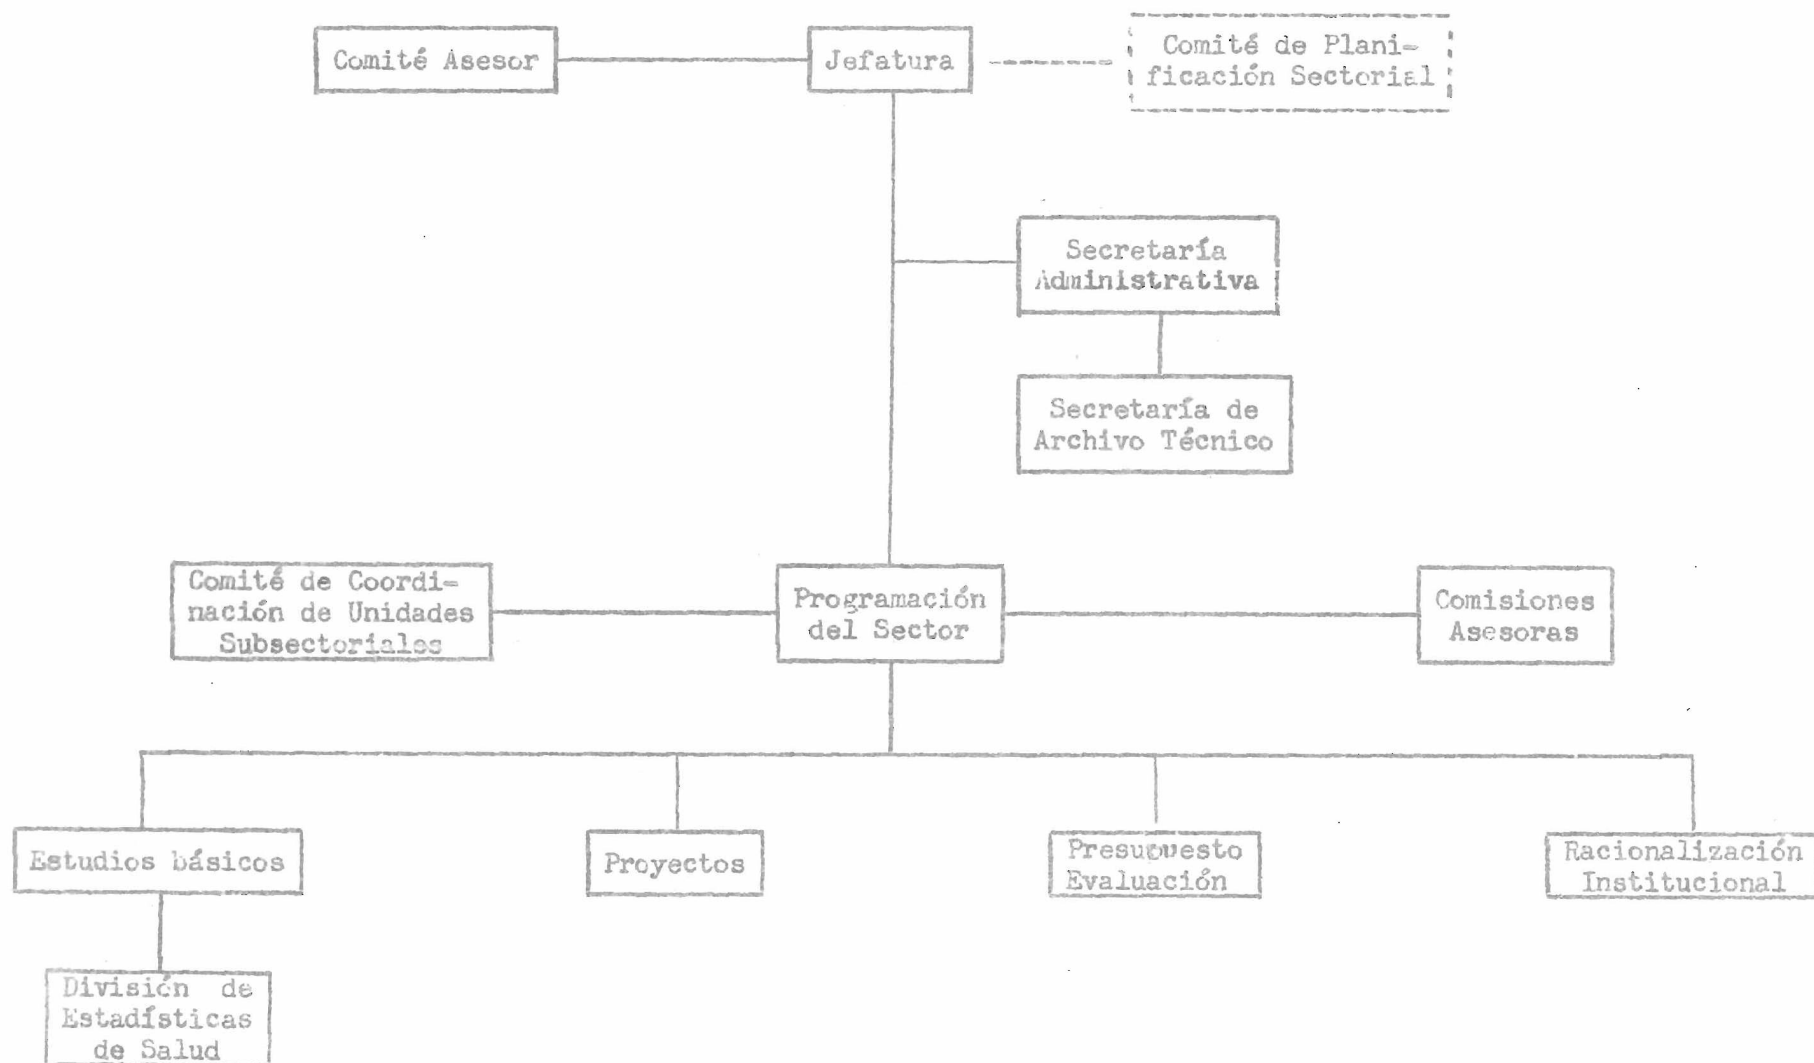 Comité Asesor
Jefatura
Comité de Plani=
ficación Sectorial
Secretaría
Administrativa
Secretaría de
Archivo Técnico
Comité de Coordi=
nación de Unidades
Subsectoriales
Programación
del Sector
Comisiones
Asesoras
Estudios básicos
Proyectos
Presupuesto
Evaluación
Racionalización
Institucional
División de
Estadísticas
de Salud